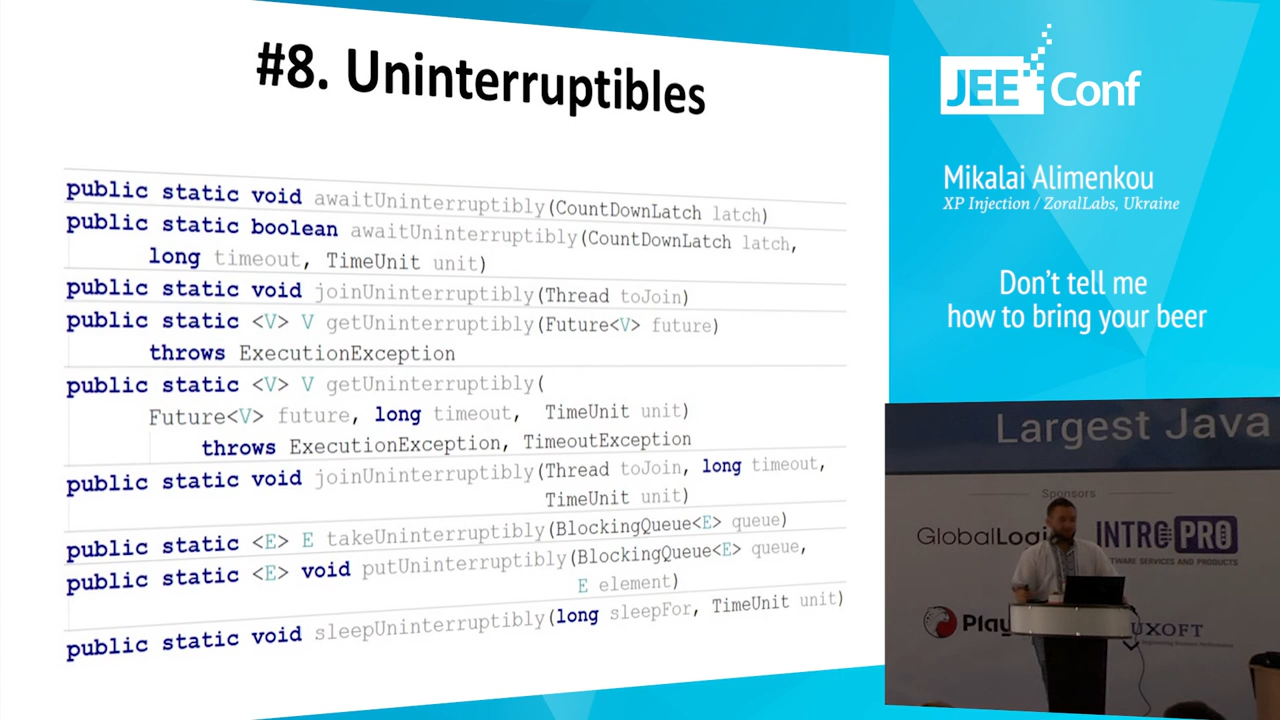 #8. Uninterruptibles
public static void awaitUninterruptibly(CountDownLatch latch)
public static boolean awaitUninterruptibly(CountDownLatch latch,
long timeout, TimeUnit unit)
public static void joinUninterruptibly(Thread toJoin)
public static <V> V getUninterruptibly(Future<V> future)
throws ExecutionException
public static <V> V getUninterruptibly(
Future<V> future, long timeout, TimeUnit unit)
throws ExecutionException, TimeoutException
public static void joinUninterruptibly(Thread toJoin, long timeout,
TimeUnit unit)
public static <E> E takeUninterruptibly(BlockingQueue<E> queue)
public static <E> void putUninterruptibly(BlockingQueue<E> queue,
E element)
public static void sleepUninterruptibly(long sleepFor, TimeUnit unit)
JEE Conf
Mikalai Alimenkou
XP Injection / ZoralLabs, Ukraine
Don't tell me
how to bring your beer
Largest Java
Sponsors
GlobalLogi
INTRO PRO
TWARE SERVICES AND PRODUCTS
Play
UXOFT